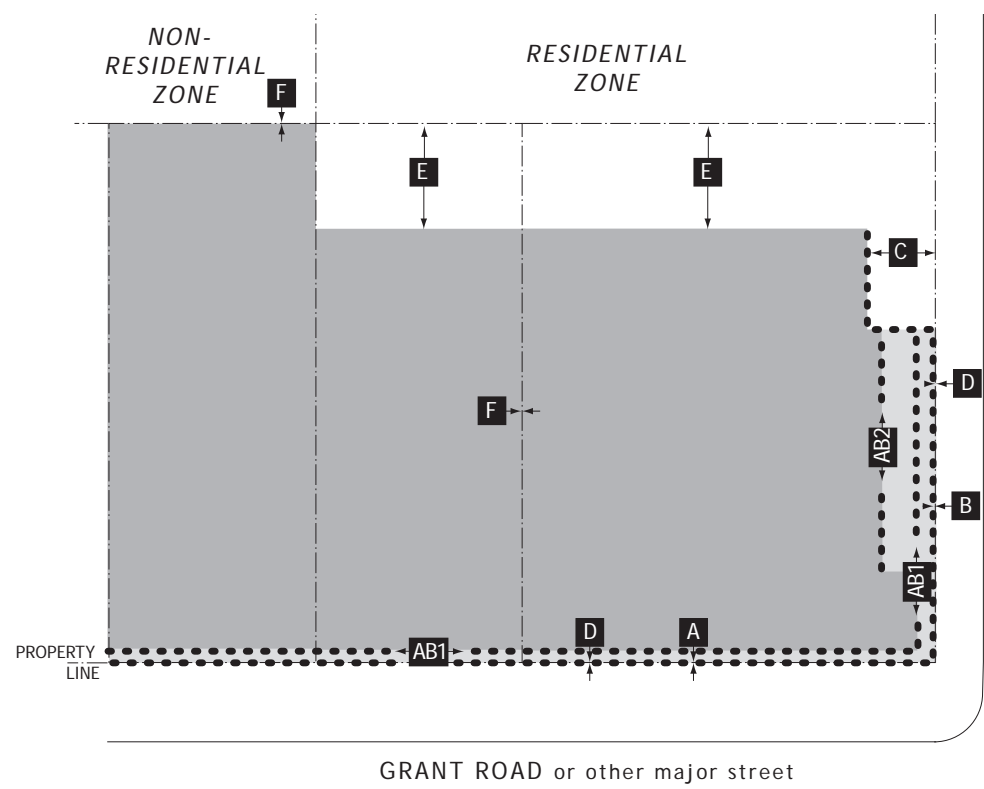 NON-
RESIDENTIAL
ZONE
RESIDENTIAL
ZONE
F
E
E
C
D
F
AB2
B
AB1
D
A
AB1
PROPERTY
LINE
GRANT ROAD or other major street